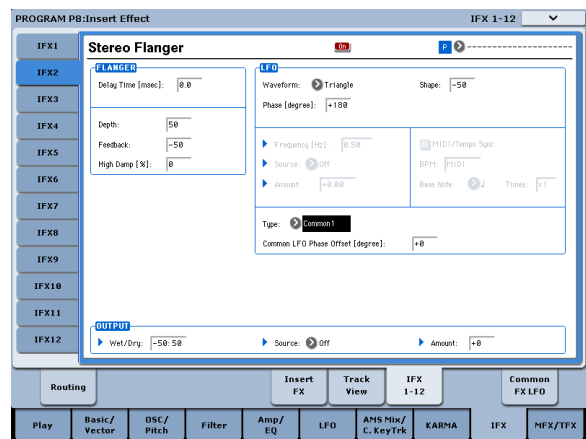 PROGRAM P8:Insert Effect IFX 1-12
IFX1 Stereo Flanger On P
IFX2 FLANGER LFO
Delay Time [msec]: 0.0 Waveform: Triangle Shape: -50
IFX3 Phase [degree]: +180
IFX4 Depth: 50
IFX5 Feedback: -50 Frequency [Hz]: 0.50 MIDI/Tempo Sync
High Damp [%]: 0 Source: Off BPM: MIDI
IFX6 Amount: +0.00 Base Note: ♩ Times: x1
IFX7
Type: Common1
IFX8 Common LFO Phase Offset [degree]: +0
IFX9
IFX10
IFX11
OUTPUT
IFX12 Wet/Dry: -50:50 Source: Off Amount: +0
Routing Insert FX Track View IFX 1-12 Common FX LFO
Play Basic/Vector OSC/Pitch Filter Amp/EQ LFO AMS Mix/C. KeyTrk KARMA IFX MFX/TFX